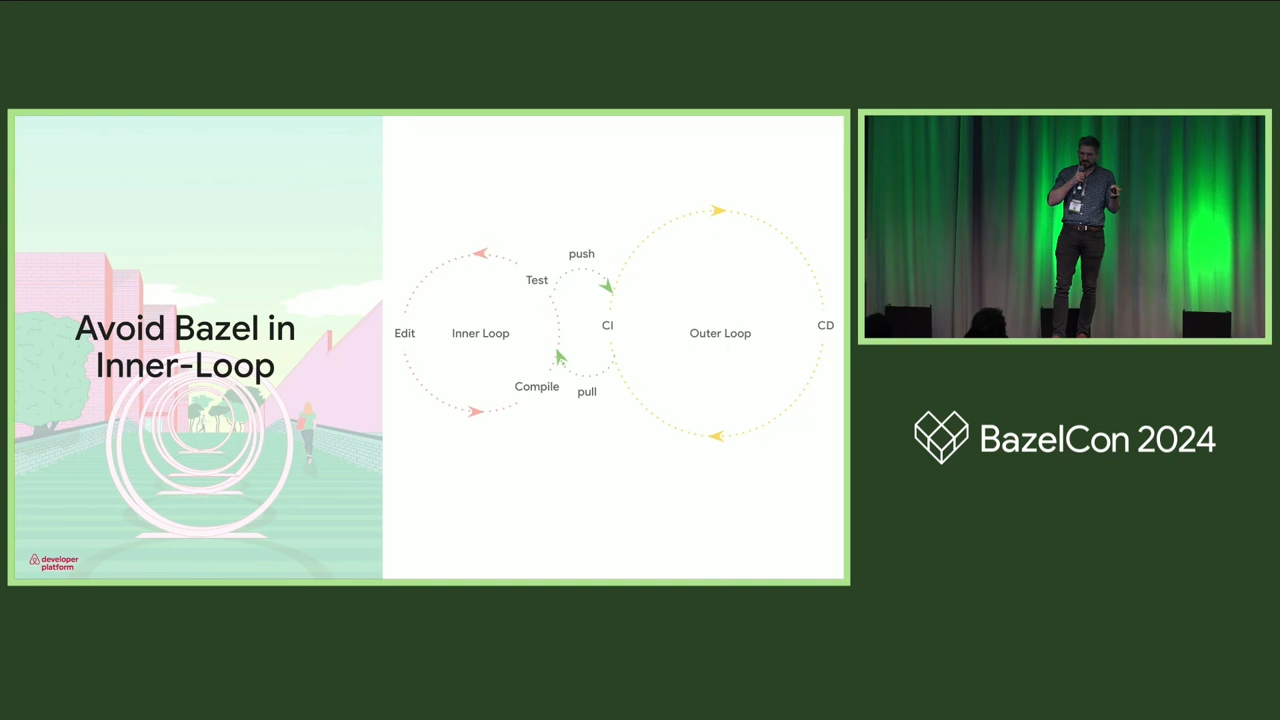 Avoid Bazel in
Inner-Loop
developer
platform
push
Test
Edit
Inner Loop
CI
Outer Loop
CD
Compile
pull
BazelCon 2024